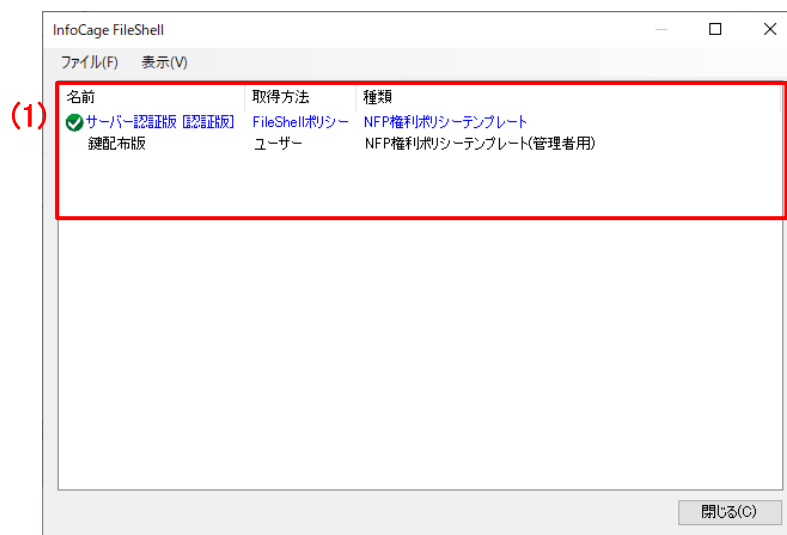 InfoCage FileShell
ファイル(F) 表示(V)
(1)
名前 取得方法 種類
サーバー認証版 [認証版] FileShellポリシー NFP権利ポリシーテンプレート
鍵配布版 ユーザー NFP権利ポリシーテンプレート(管理者用)
閉じる(C)